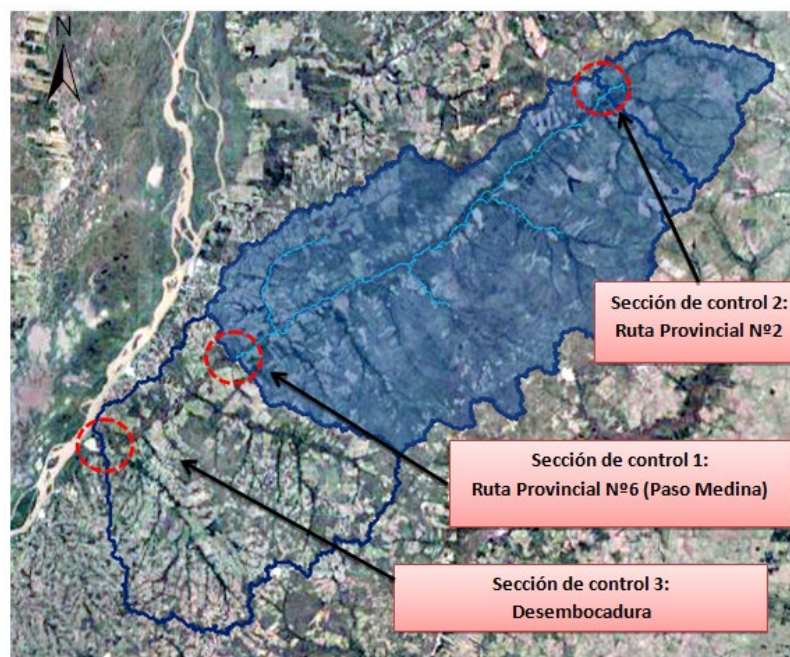 N
Sección de control 2:
Ruta Provincial Nº2
Sección de control 1:
Ruta Provincial Nº6 (Paso Medina)
Sección de control 3:
Desembocadura